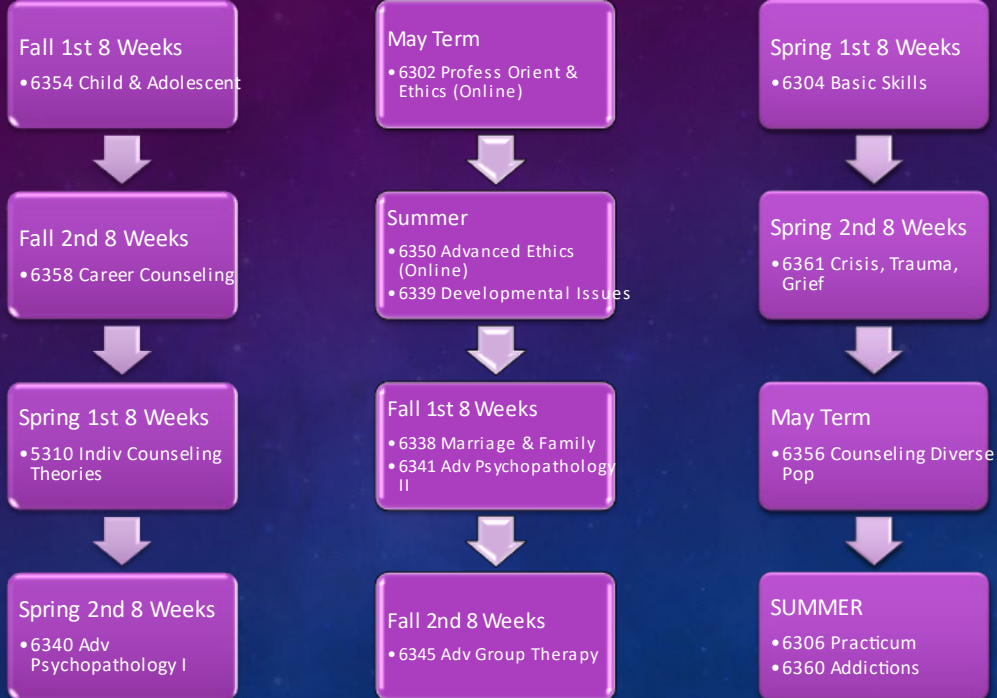 Fall 1st 8 Weeks
•6354 Child & Adolescent
Fall 2nd 8 Weeks
•6358 Career Counseling
Spring 1st 8 Weeks
•5310 Indiv Counseling
Theories
Spring 2nd 8 Weeks
•6340 Adv
Psychopathology I
May Term
•6302 Profess Orient &
Ethics (Online)
Summer
•6350 Advanced Ethics
(Online)
•6339 Developmental Issues
Fall 1st 8 Weeks
•6338 Marriage & Family
•6341 Adv Psychopathology
II
Fall 2nd 8 Weeks
•6345 Adv Group Therapy
Spring 1st 8 Weeks
•6304 Basic Skills
Spring 2nd 8 Weeks
•6361 Crisis, Trauma,
Grief
May Term
•6356 Counseling Diverse
Pop
SUMMER
•6306 Practicum
•6360 Addictions